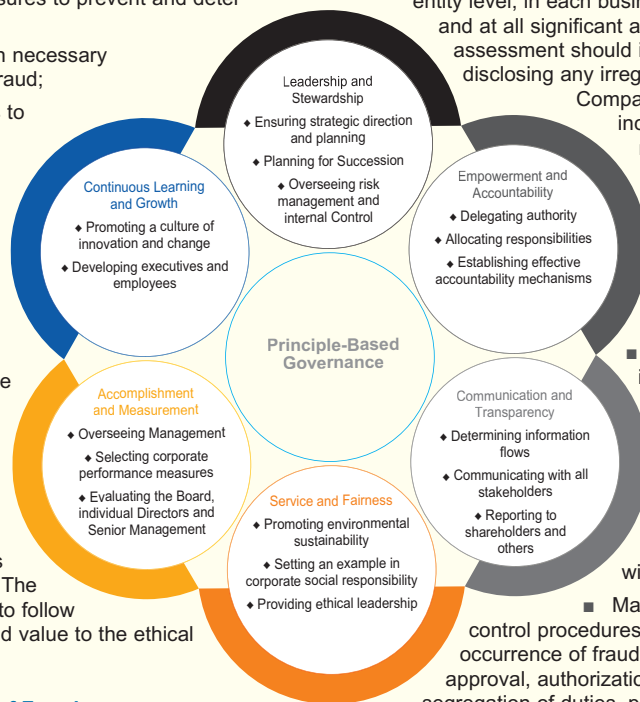 sures to prevent and deter
necessary
raud;
to
entity level, in each busin
and at all significant a
assessment should i
disclosing any irreg
Compa
inc
Leadership and
Stewardship
◆ Ensuring strategic direction
and planning
◆ Planning for Succession
◆ Overseeing risk
management and
internal Control
Continuous Learning
and Growth
◆ Promoting a culture of
innovation and change
◆ Developing executives and
employees
Empowerment and
Accountability
◆ Delegating authority
◆ Allocating responsibilities
◆ Establishing effective
accountability mechanisms
Principle-Based
Governance
Accomplishment
and Measurement
◆ Overseeing Management
◆ Selecting corporate
performance measures
◆ Evaluating the Board,
individual Directors and
Senior Management
Communication and
Transparency
◆ Determining information
flows
◆ Communicating with all
stakeholders
◆ Reporting to
shareholders and
others
Service and Fairness
◆ Promoting environmental
sustainability
◆ Setting an example in
corporate social responsibility
◆ Providing ethical leadership
The
to follow
d value to the ethical
wi
■ Ma
control procedures
occurrence of fraud
approval, authorizatio